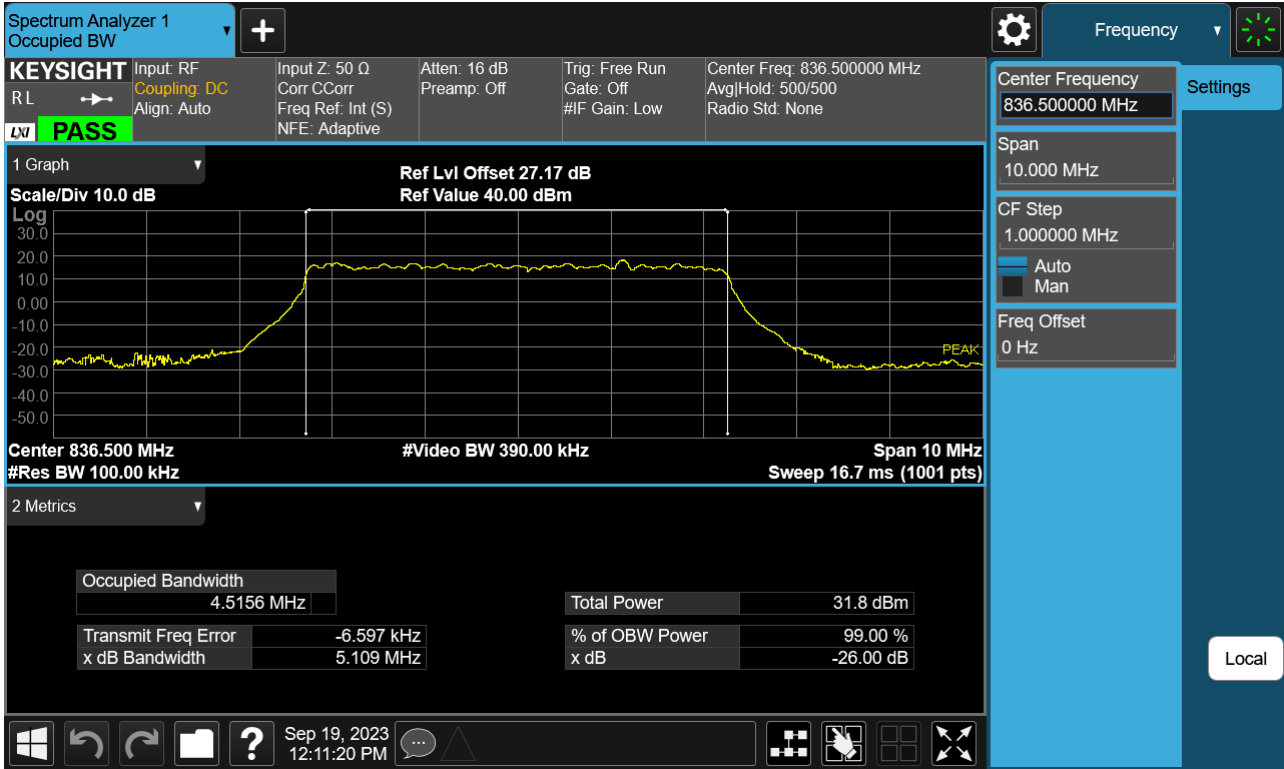 Spectrum Analyzer 1
Occupied BW
Frequency
KEYSIGHT
R L
LXI PASS
Input: RF
Coupling: DC
Align: Auto
Input Z: 50 Ω
Corr CCorr
Freq Ref: Int (S)
NFE: Adaptive
Atten: 16 dB
Preamp: Off
Trig: Free Run
Gate: Off
#IF Gain: Low
Center Freq: 836.500000 MHz
Avg|Hold: 500/500
Radio Std: None
Center Frequency
836.500000 MHz
Settings
Span
10.000 MHz
CF Step
1.000000 MHz
Auto
Man
Freq Offset
0 Hz
Local
1 Graph
Scale/Div 10.0 dB
Ref Lvl Offset 27.17 dB
Ref Value 40.00 dBm
Log
30.0
20.0
10.0
0.00
-10.0
-20.0
-30.0
-40.0
-50.0
PEAK
Center 836.500 MHz
#Video BW 390.00 kHz
Span 10 MHz
#Res BW 100.00 kHz
Sweep 16.7 ms (1001 pts)
2 Metrics
Occupied Bandwidth
4.5156 MHz
Total Power 31.8 dBm
Transmit Freq Error -6.597 kHz
% of OBW Power 99.00 %
x dB Bandwidth 5.109 MHz
x dB -26.00 dB
?
Sep 19, 2023
12:11:20 PM